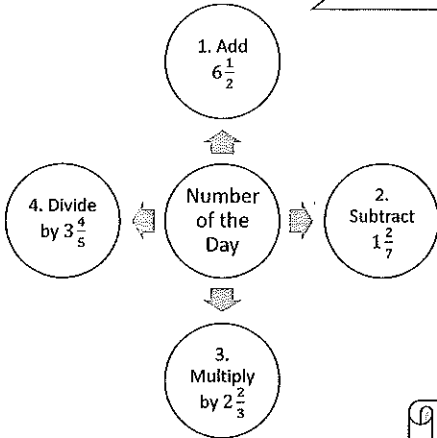 1. Add
6 1/2
4. Divide
by 3 4/5
Number
of the
Day
2.
Subtract
1 2/7
3.
Multiply
by 2 2/3